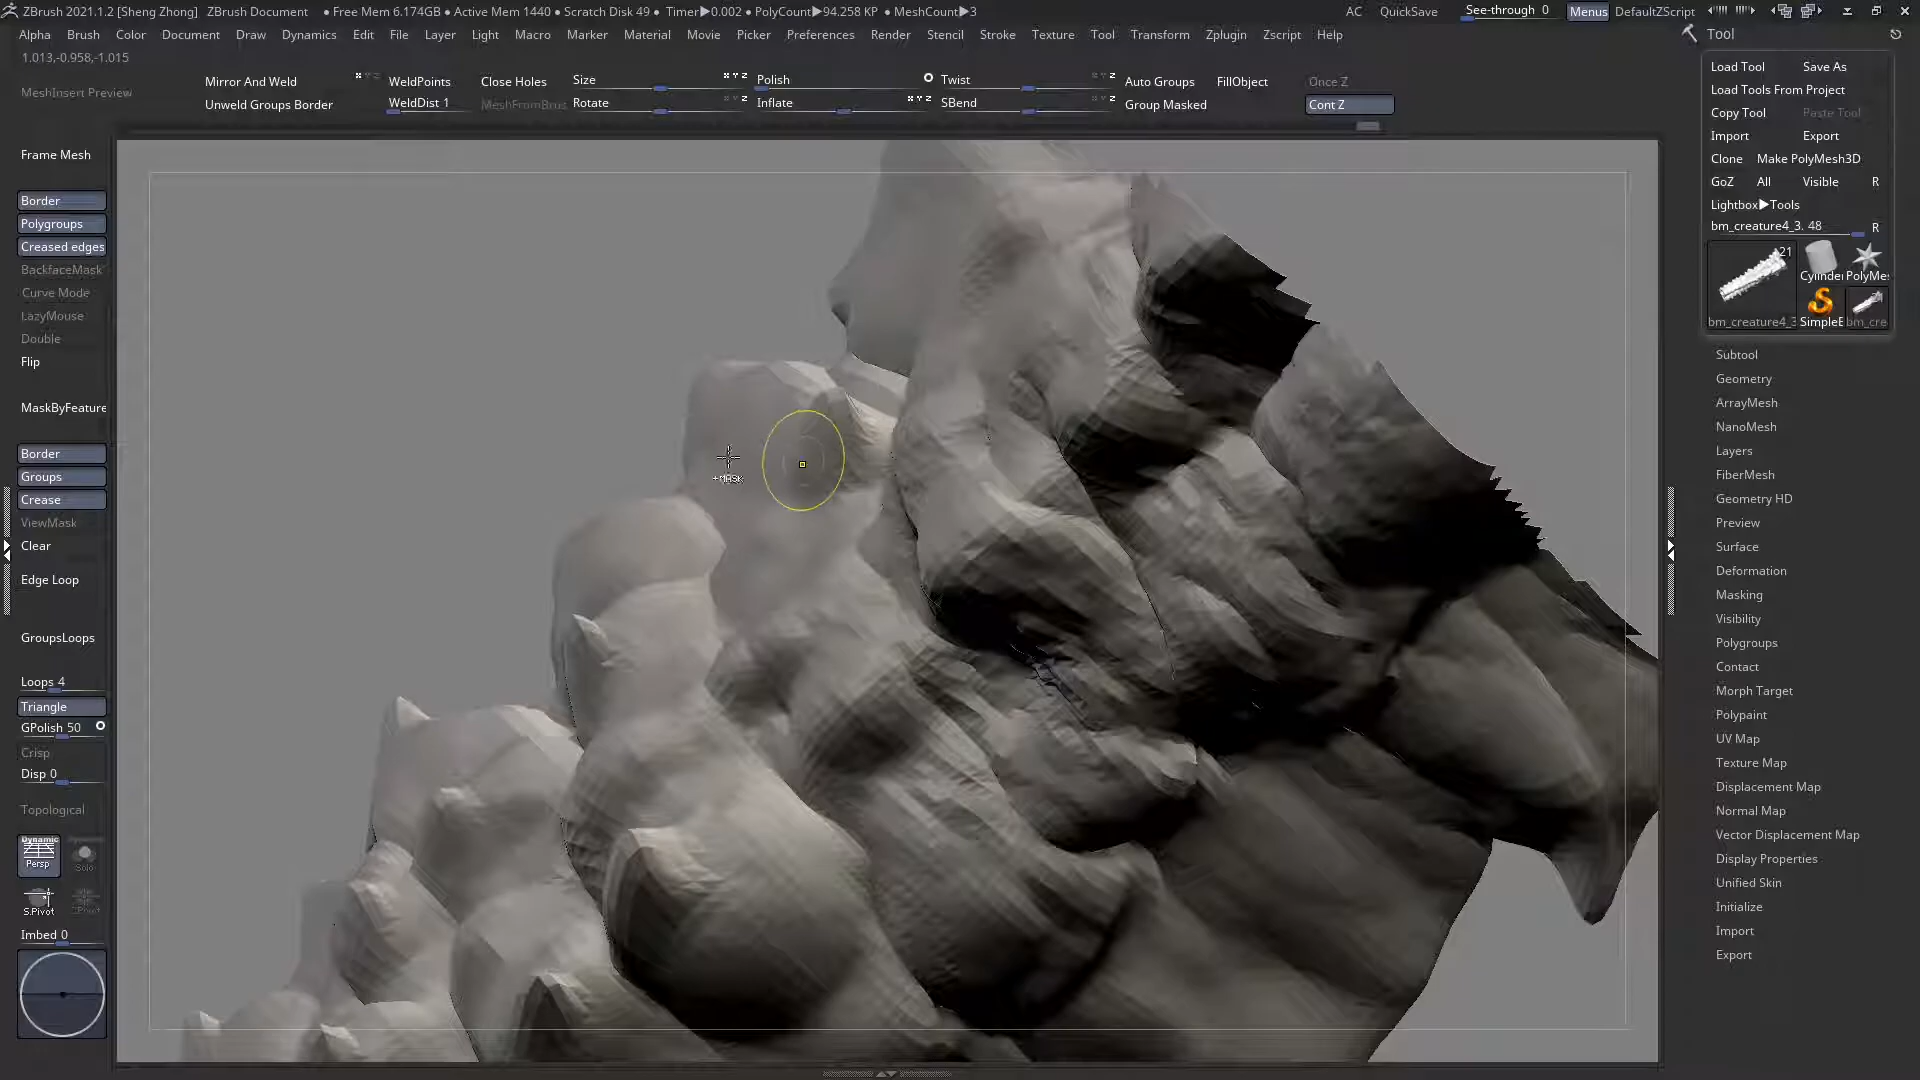 ZBrush 2021.1.2 [Sheng Zhong] ZBrush Document • Free Mem 6.174GB • Active Mem 1440 • Scratch Disk 49 • Timer▶0.002 • PolyCount▶94.258 KP • MeshCount▶3 AC QuickSave See-through 0 Menus DefaultZScript
Alpha Brush Color Document Draw Dynamics Edit File Layer Light Macro Marker Material Movie Picker Preferences Render Stencil Stroke Texture Tool Transform Zplugin Zscript Help
1.013,-0.958,-1.015
MeshInsert Preview
Mirror And Weld WeldPoints Close Holes Size Polish Twist Auto Groups FillObject Once Z
Unweld Groups Border WeldDist 1 MeshFromBrus Rotate Inflate SBend Group Masked Cont Z
Frame Mesh
Border
Polygroups
Creased edges
BackfaceMask
Curve Mode
LazyMouse
Double
Flip
MaskByFeature
Border
Groups
Crease
ViewMask
Clear
Edge Loop
GroupsLoops
Loops 4
Triangle
GPolish 50
Crisp
Disp 0
Topological
Dynamic
Persp
Solo
S.Pivot
Imbed 0
+MASK
Tool
Load Tool Save As
Load Tools From Project
Copy Tool Paste Tool
Import Export
Clone Make PolyMesh3D
GoZ All Visible R
Lightbox▶Tools
bm_creature4_3. 48 R
21
Cylinder PolyMes
bm_creature4_3 SimpleE bm_cre
Subtool
Geometry
ArrayMesh
NanoMesh
Layers
FiberMesh
Geometry HD
Preview
Surface
Deformation
Masking
Visibility
Polygroups
Contact
Morph Target
Polypaint
UV Map
Texture Map
Displacement Map
Normal Map
Vector Displacement Map
Display Properties
Unified Skin
Initialize
Import
Export